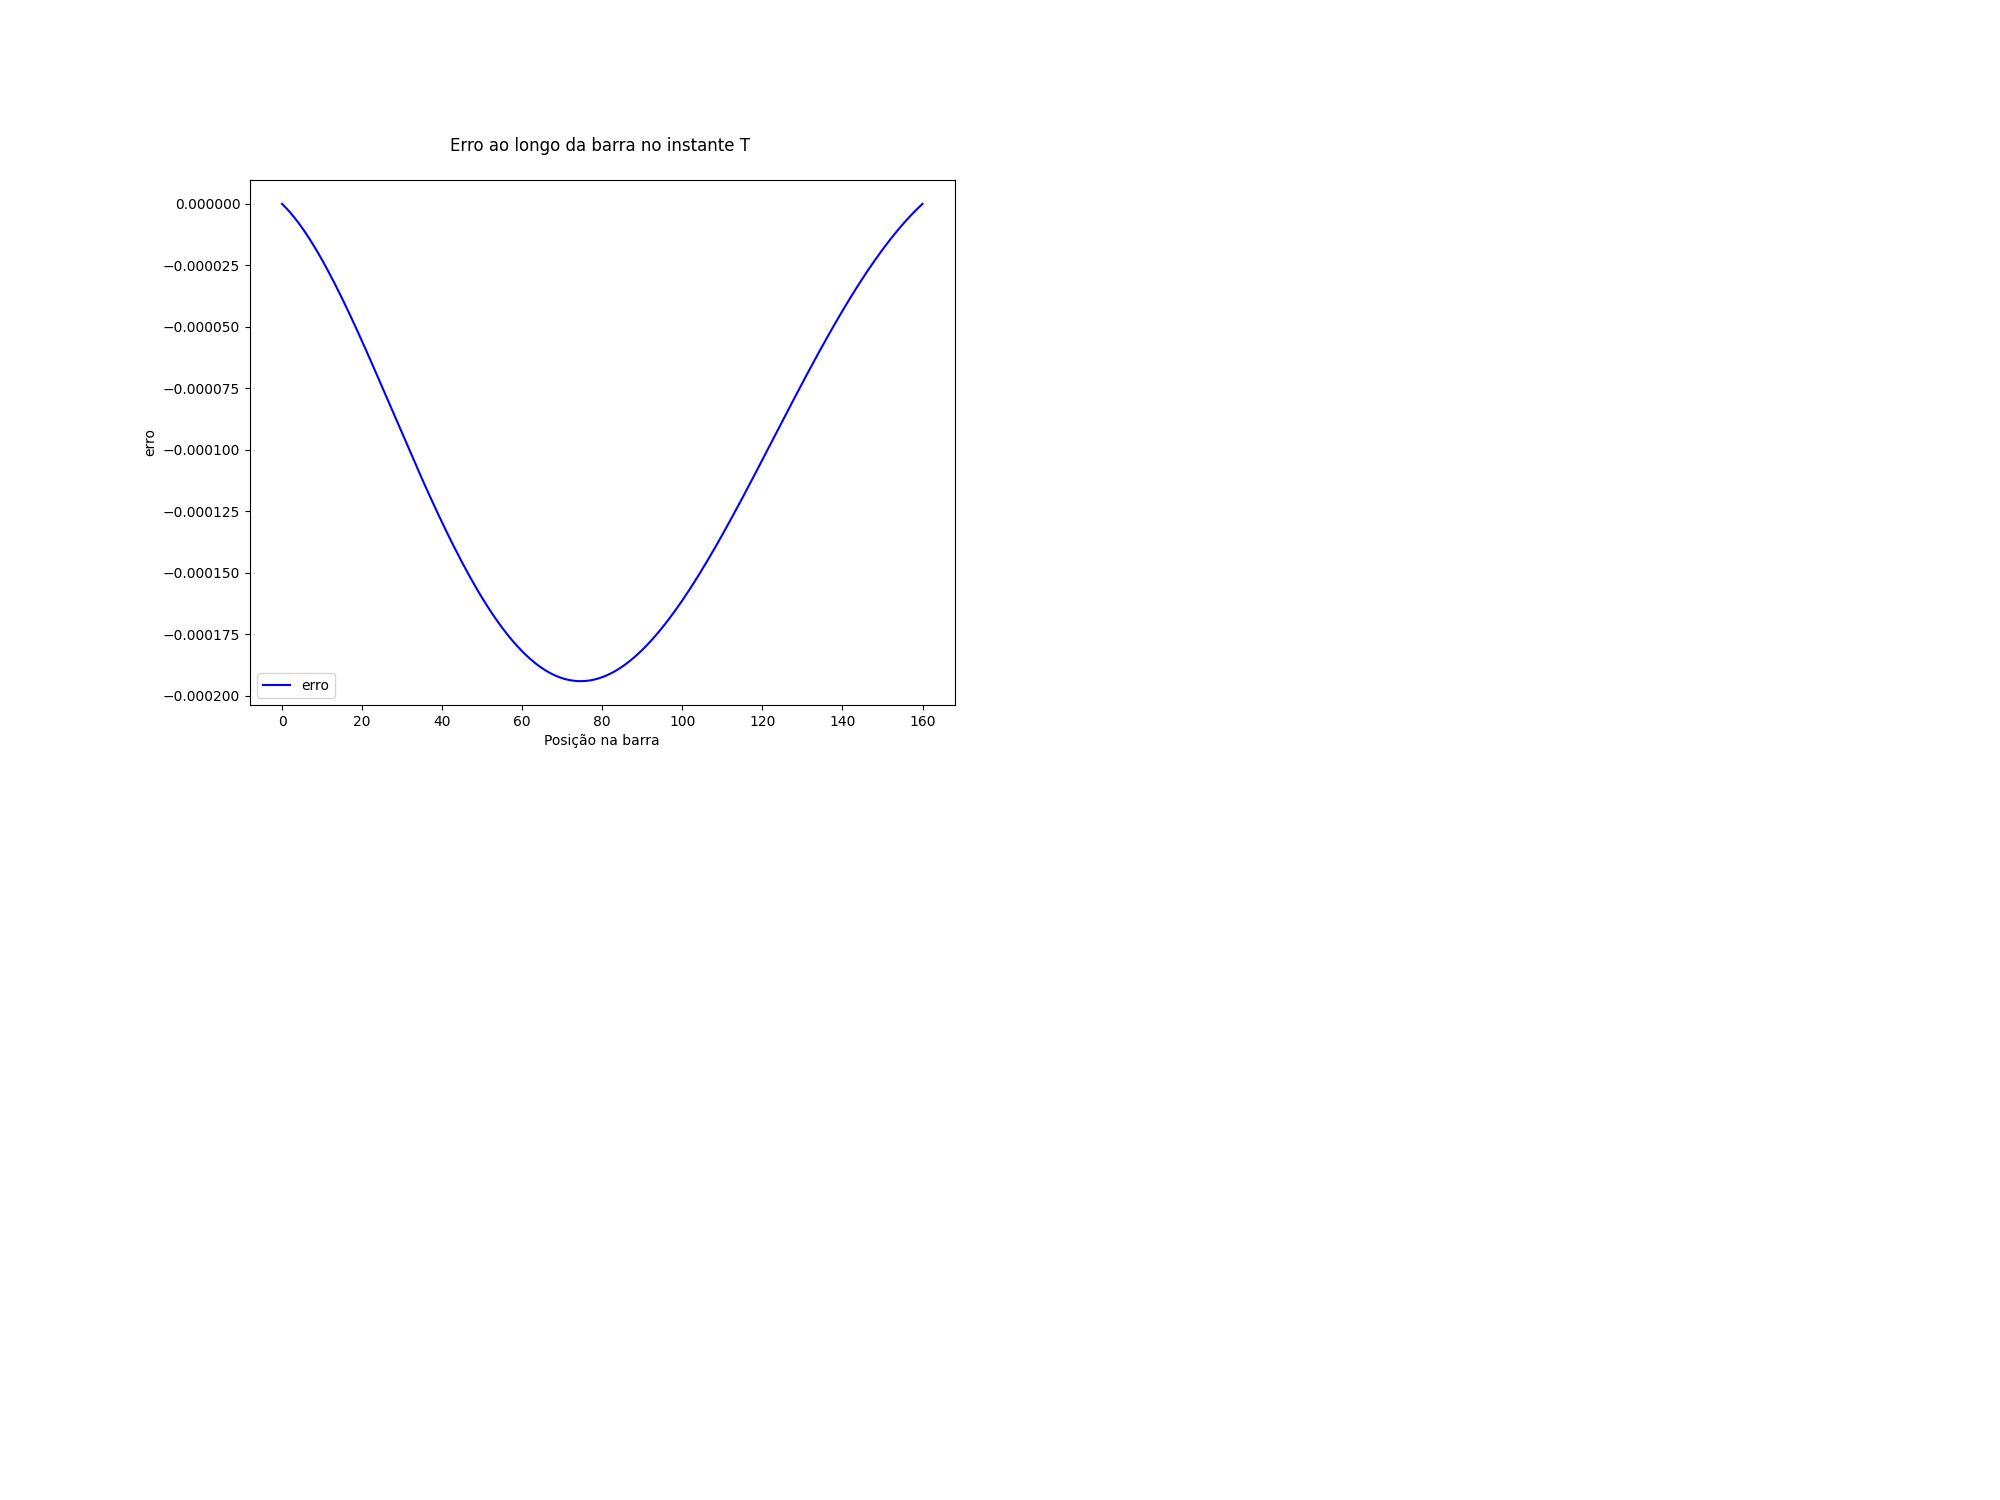 Erro ao longo da barra no instante T
0.000000
−0.000025
−0.000050
−0.000075
−0.000100
−0.000125
−0.000150
−0.000175
−0.000200
erro
erro
0 20 40 60 80 100 120 140 160
Posição na barra